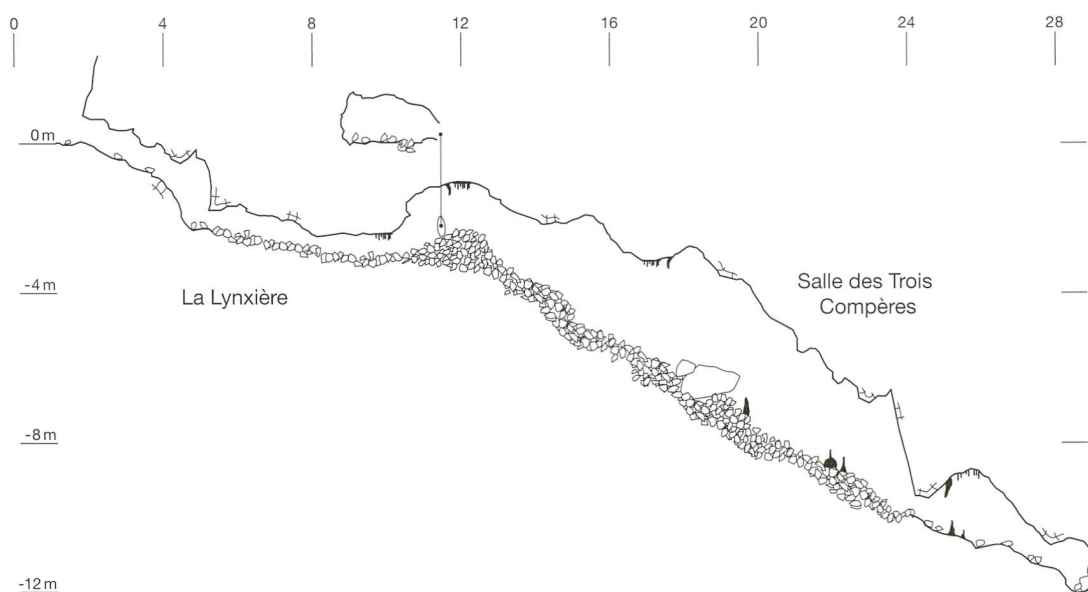 0 4 8 12 16 20 24 28
0 m
-4 m
-8 m
-12 m
La Lynxière
Salle des Trois
Compères